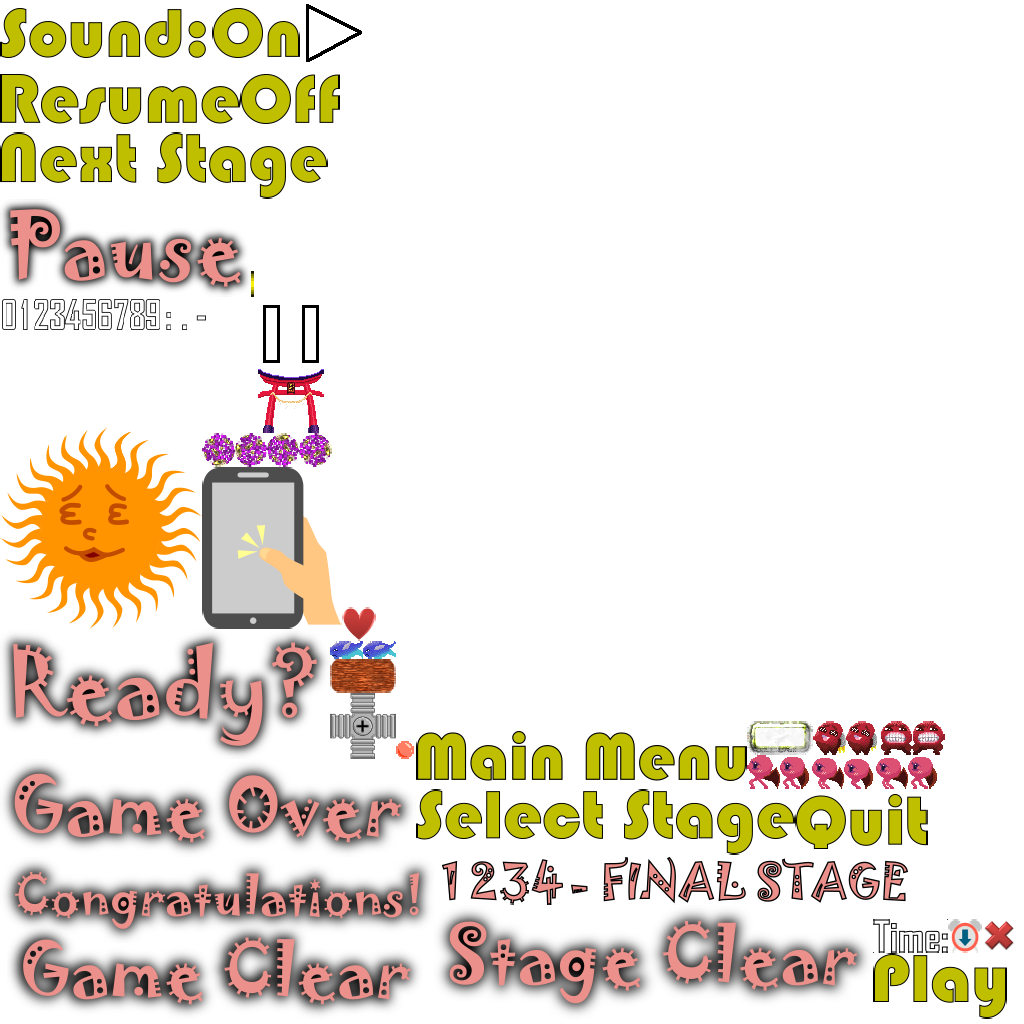 Sound:On
ResumeOff
Next Stage
Pause
0123456789:.-
Ready?
Main Menu
Game Over
Select StageQuit
1234- FINAL STAGE
Congratulations!
Time:
Game Clear
Stage Clear
Play